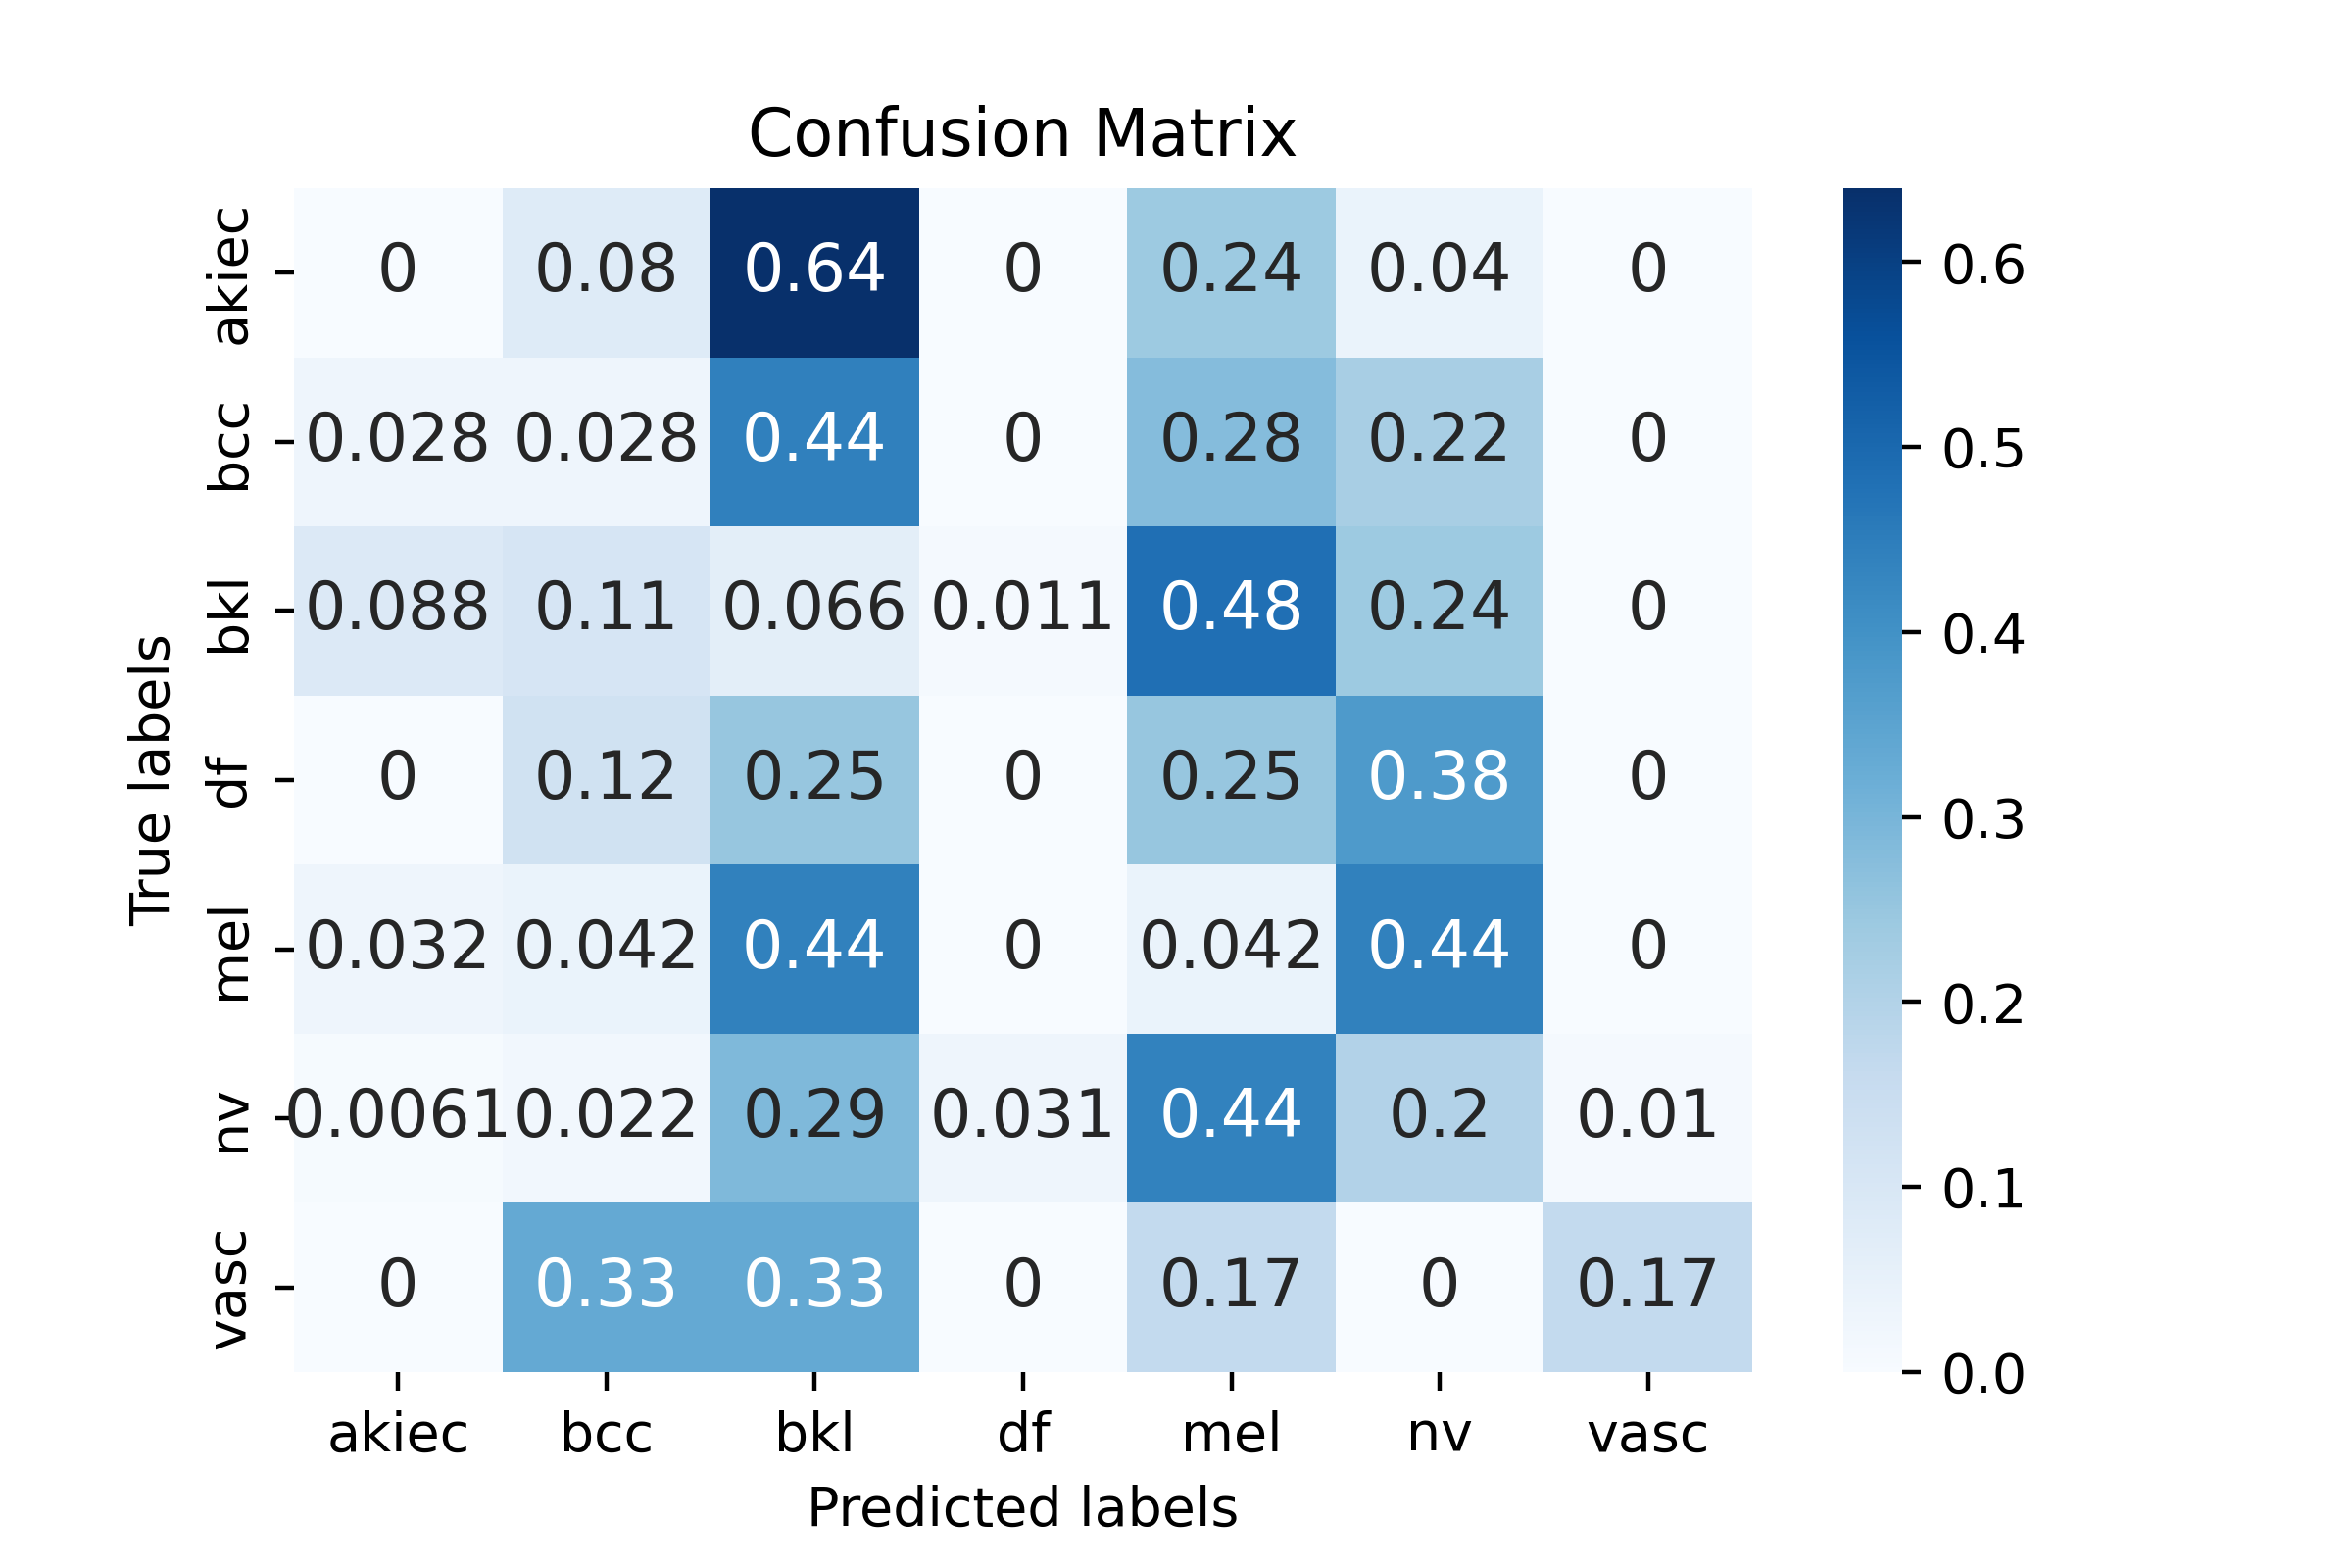 Confusion Matrix
akiec 0 0.08 0.64 0 0.24 0.04 0
bcc 0.028 0.028 0.44 0 0.28 0.22 0
bkl 0.088 0.11 0.066 0.011 0.48 0.24 0
df 0 0.12 0.25 0 0.25 0.38 0
mel 0.032 0.042 0.44 0 0.042 0.44 0
nv 0.0061 0.022 0.29 0.031 0.44 0.2 0.01
vasc 0 0.33 0.33 0 0.17 0 0.17
True labels
akiec bcc bkl df mel nv vasc
Predicted labels
0.6
0.5
0.4
0.3
0.2
0.1
0.0